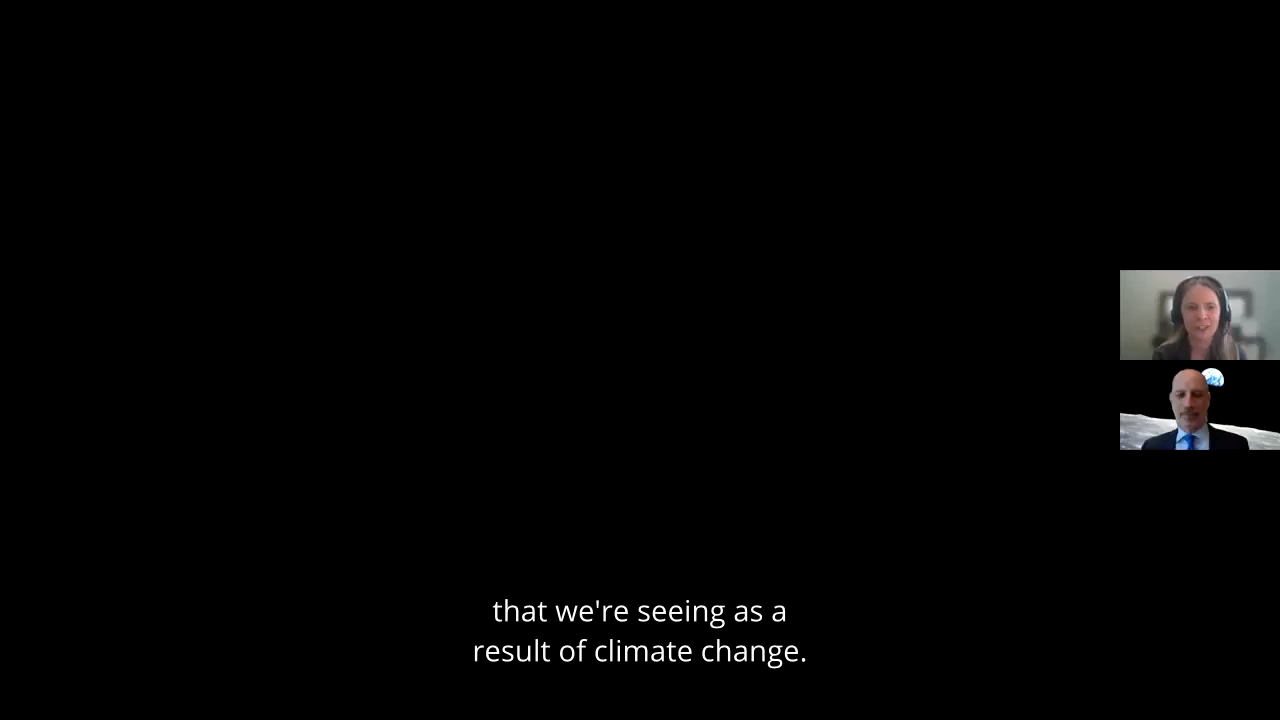 that we're seeing as a
result of climate change.